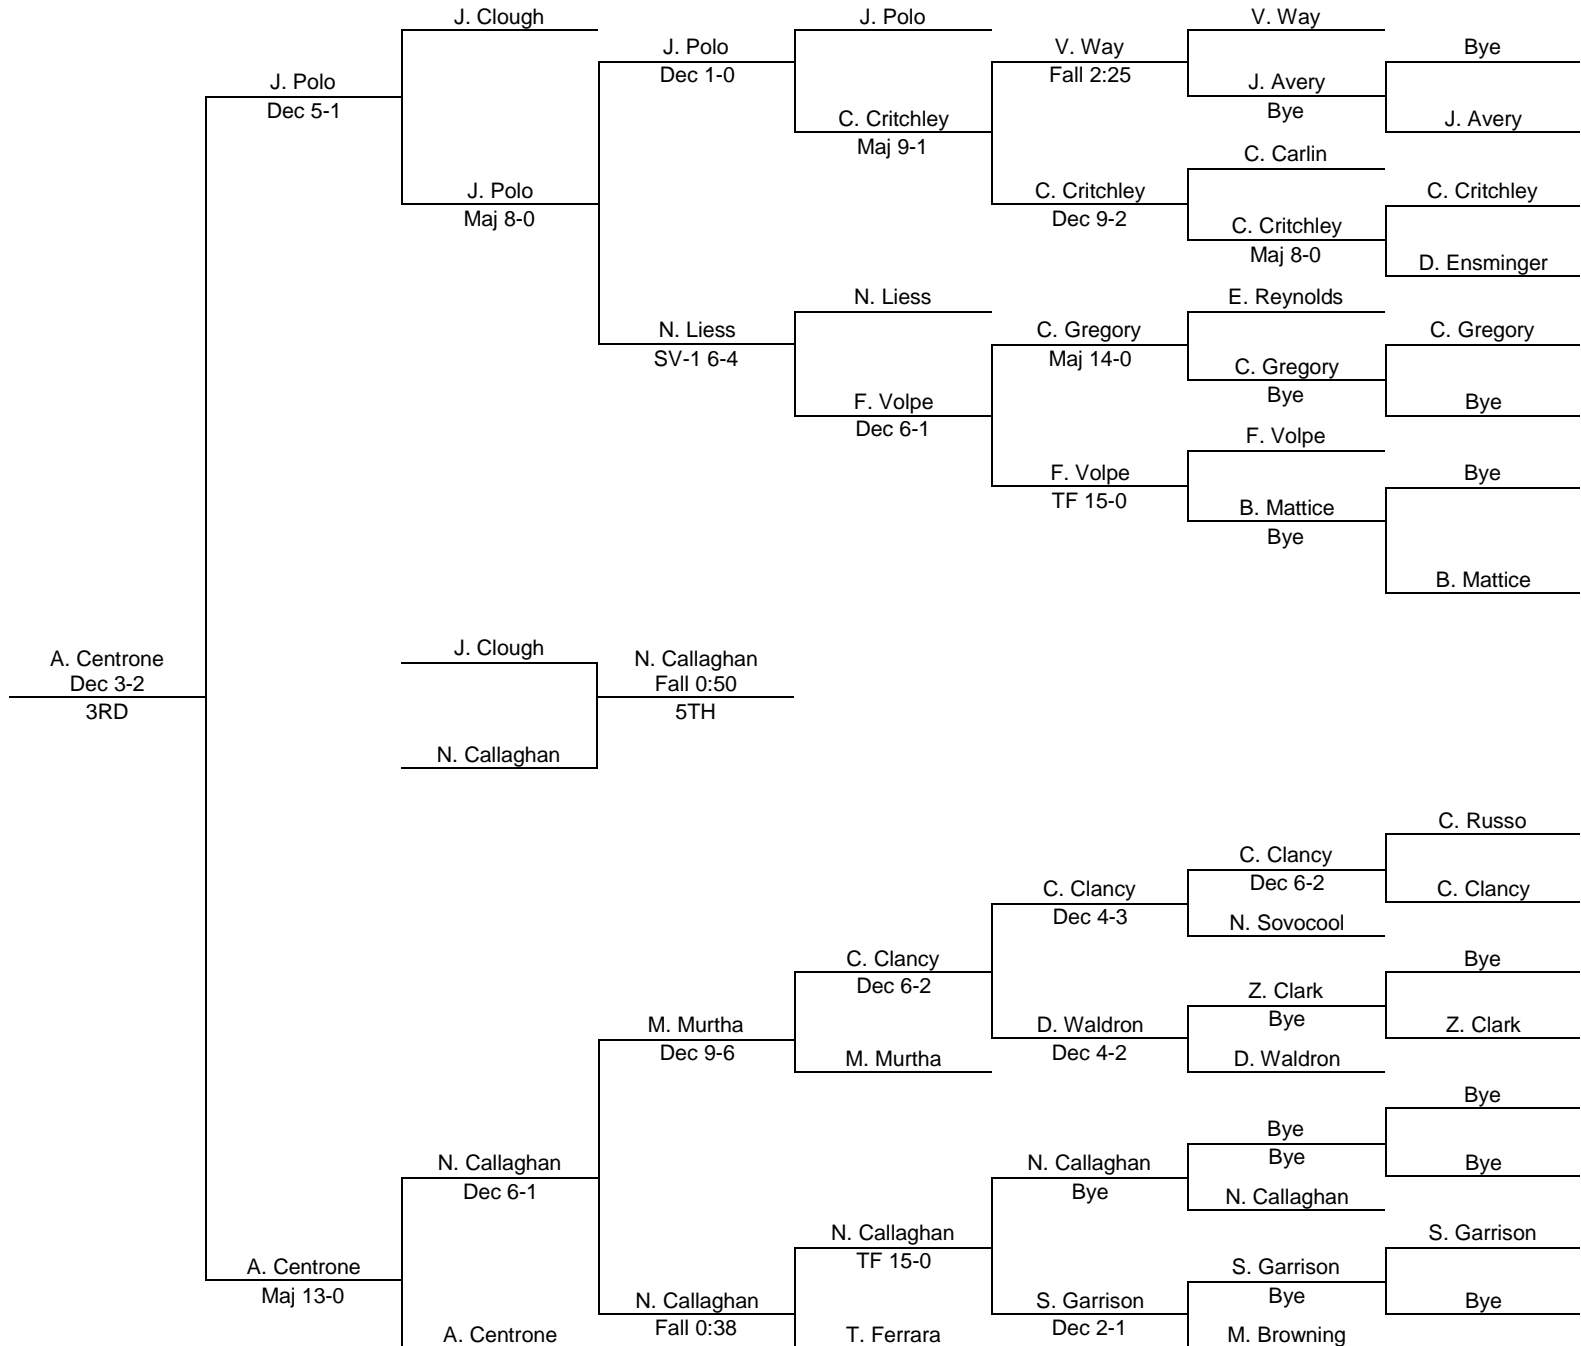 J. Clough
J. Polo
V. Way
J. Polo
Dec 1-0
V. Way
Fall 2:25
Bye
J. Polo
Dec 5-1
J. Avery
Bye
C. Critchley
Maj 9-1
J. Avery
C. Carlin
J. Polo
Maj 8-0
C. Critchley
Dec 9-2
C. Critchley
C. Critchley
Maj 8-0
D. Ensminger
N. Liess
E. Reynolds
N. Liess
SV-1 6-4
C. Gregory
Maj 14-0
C. Gregory
C. Gregory
Bye
F. Volpe
Dec 6-1
Bye
F. Volpe
F. Volpe
TF 15-0
Bye
B. Mattice
Bye
B. Mattice
A. Centrone
Dec 3-2
3RD
J. Clough
N. Callaghan
Fall 0:50
5TH
N. Callaghan
C. Russo
C. Clancy
Dec 6-2
C. Clancy
Dec 4-3
C. Clancy
N. Sovocool
C. Clancy
Dec 6-2
Bye
Z. Clark
Bye
M. Murtha
Dec 9-6
D. Waldron
Dec 4-2
Z. Clark
M. Murtha
D. Waldron
Bye
Bye
Bye
N. Callaghan
Dec 6-1
N. Callaghan
Bye
Bye
N. Callaghan
N. Callaghan
TF 15-0
S. Garrison
A. Centrone
Maj 13-0
S. Garrison
Bye
N. Callaghan
Fall 0:38
S. Garrison
Dec 2-1
Bye
A. Centrone
T. Ferrara
M. Browning